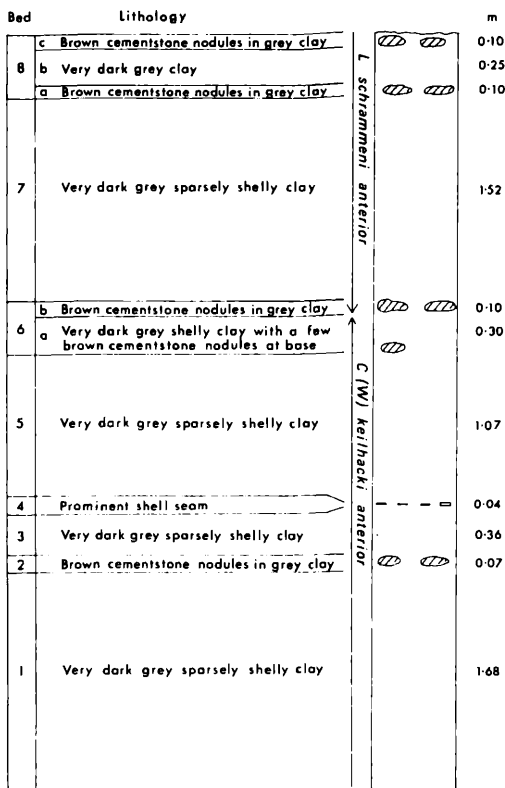 Bed Lithology m
c Brown cementstone nodules in grey clay 0·10
8 b Very dark grey clay 0·25
a Brown cementstone nodules in grey clay 0·10
L schrammeni anterior
7 Very dark grey sparsely shelly clay 1·52
b Brown cementstone nodules in grey clay 0·10
6 a Very dark grey shelly clay with a few 0·30
brown cementstone nodules at base
C (W) keilhacki anterior
5 Very dark grey sparsely shelly clay 1·07
4 Prominent shell seam 0·04
3 Very dark grey sparsely shelly clay 0·36
2 Brown cementstone nodules in grey clay 0·07
1 Very dark grey sparsely shelly clay 1·68